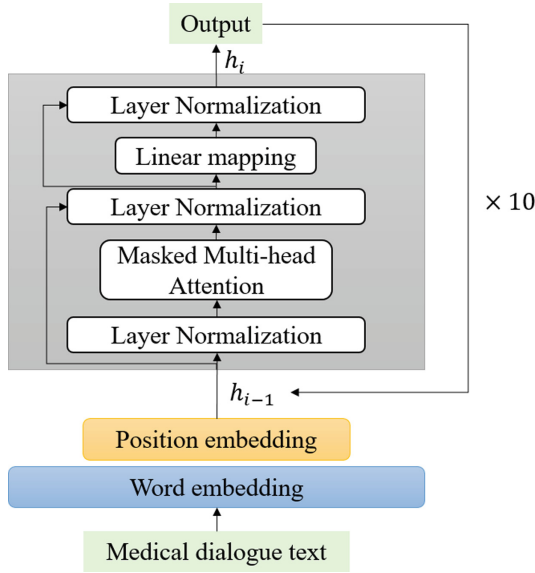 Output
h_i
Layer Normalization
Linear mapping
Layer Normalization
× 10
Masked Multi-head
Attention
Layer Normalization
h_{i−1}
Position embedding
Word embedding
Medical dialogue text